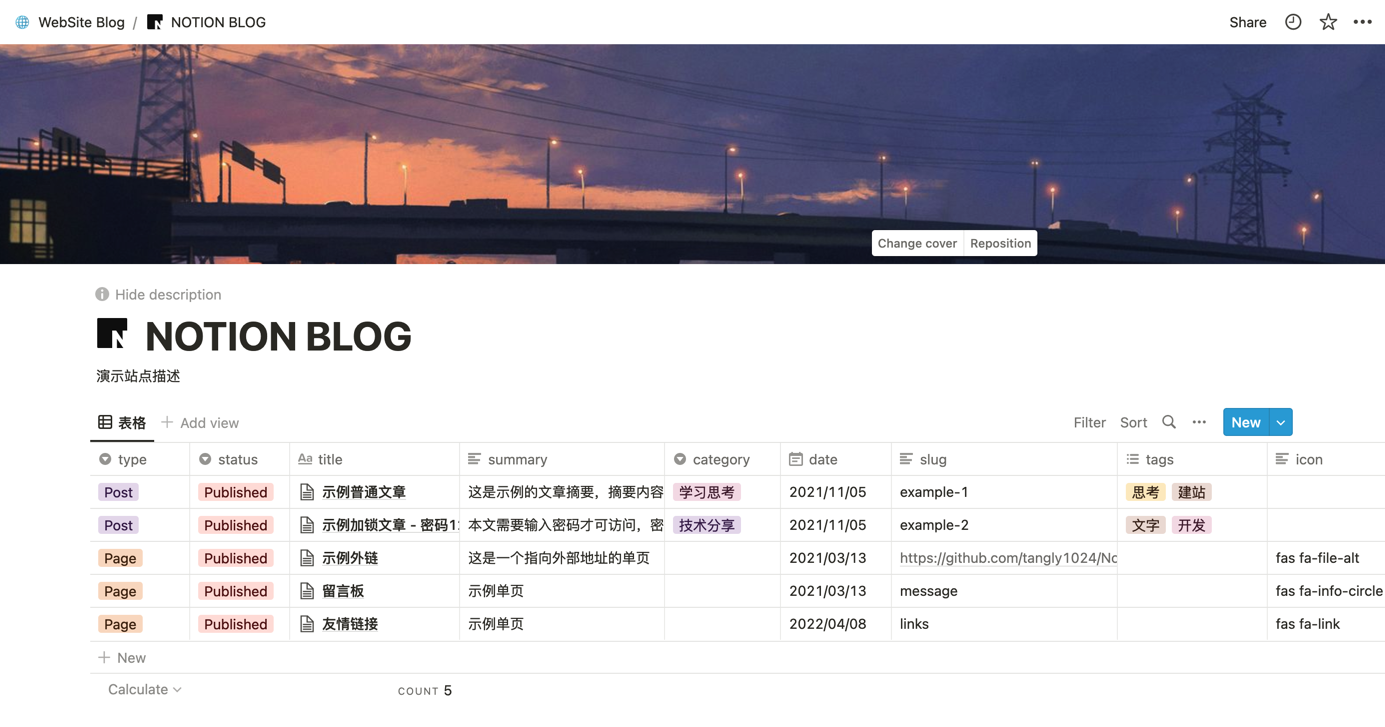 WebSite Blog / NOTION BLOG
Share
Change cover Reposition
Hide description
NOTION BLOG
演示站点描述
表格 Add view
Filter Sort New
type status Aa title summary category date slug tags icon
Post Published 示例普通文章 这是示例的文章摘要，摘要内容 学习思考 2021/11/05 example-1 思考 建站
Post Published 示例加锁文章 - 密码1 本文需要输入密码才可访问，密 技术分享 2021/11/05 example-2 文字 开发
Page Published 示例外链 这是一个指向外部地址的单页 2021/03/13 https://github.com/tangly1024/No fas fa-file-alt
Page Published 留言板 示例单页 2021/03/13 message fas fa-info-circle
Page Published 友情链接 示例单页 2022/04/08 links fas fa-link
New
Calculate COUNT 5